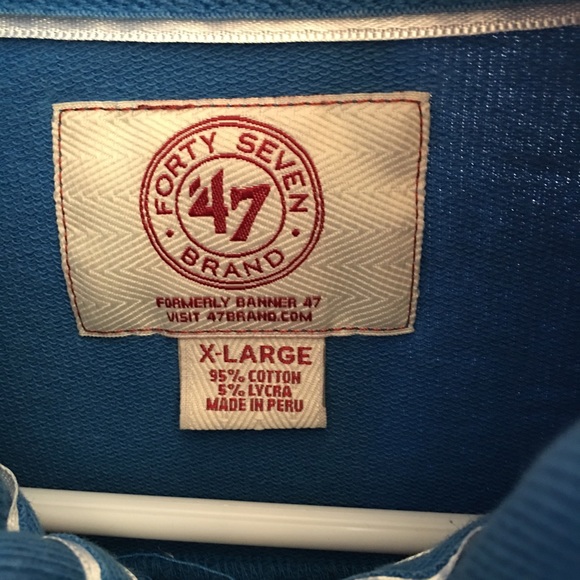 FORTY SEVEN
'47
• BRAND •
FORMERLY BANNER 47
VISIT 47BRAND.COM
X-LARGE
95% COTTON
5% LYCRA
MADE IN PERU